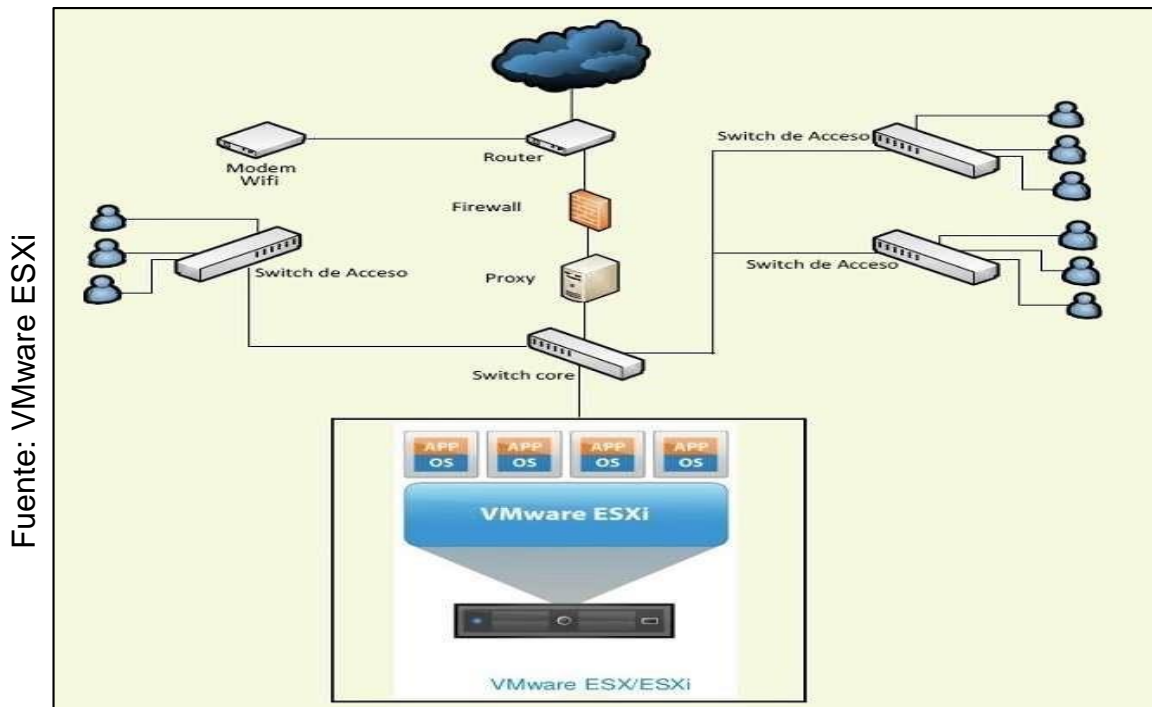 Fuente: VMware ESXi
Switch de Acceso
Router
Modem
Wifi
Firewall
Switch de Acceso
Switch de Acceso
Proxy
Switch core
APP
OS
APP
OS
APP
OS
APP
OS
VMware ESXi
VMware ESX/ESXi